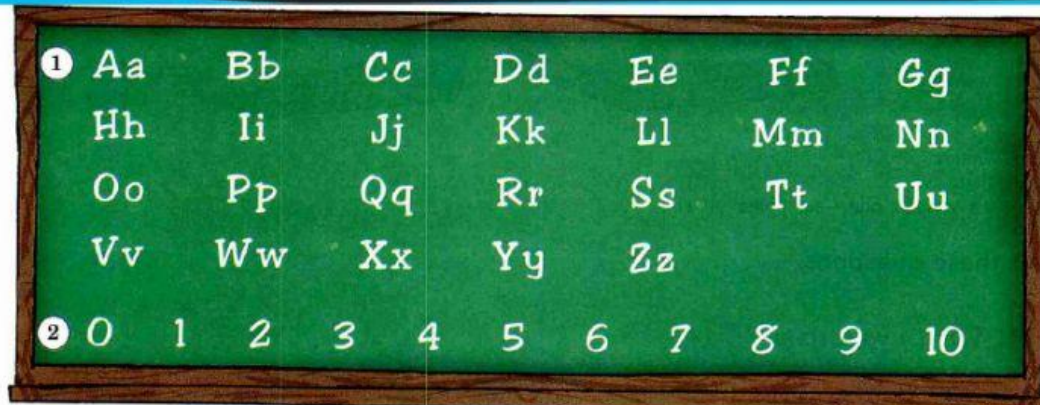 1 Aa Bb Cc Dd Ee Ff Gg
Hh Ii Jj Kk Ll Mm Nn
Oo Pp Qq Rr Ss Tt Uu
Vv Ww Xx Yy Zz
2 0 1 2 3 4 5 6 7 8 9 10